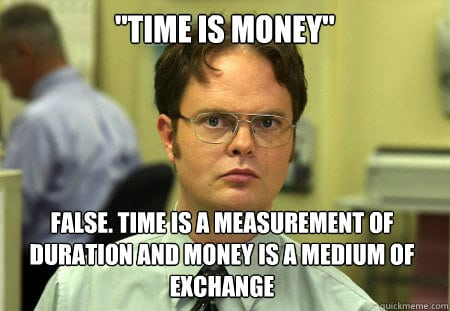 "TIME IS MONEY"
FALSE. TIME IS A MEASUREMENT OF
DURATION AND MONEY IS A MEDIUM OF
EXCHANGE
quickmeme.com